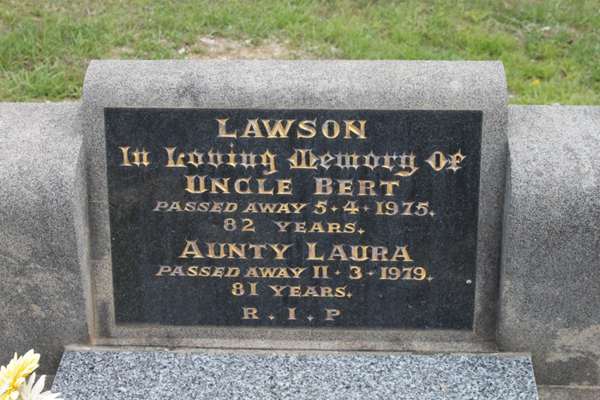 LAWSON
In Loving Memory Of
UNCLE BERT
PASSED AWAY 5·4·1975.
82 YEARS.
AUNTY LAURA
PASSED AWAY 11·3·1979.
81 YEARS.
R.I.P